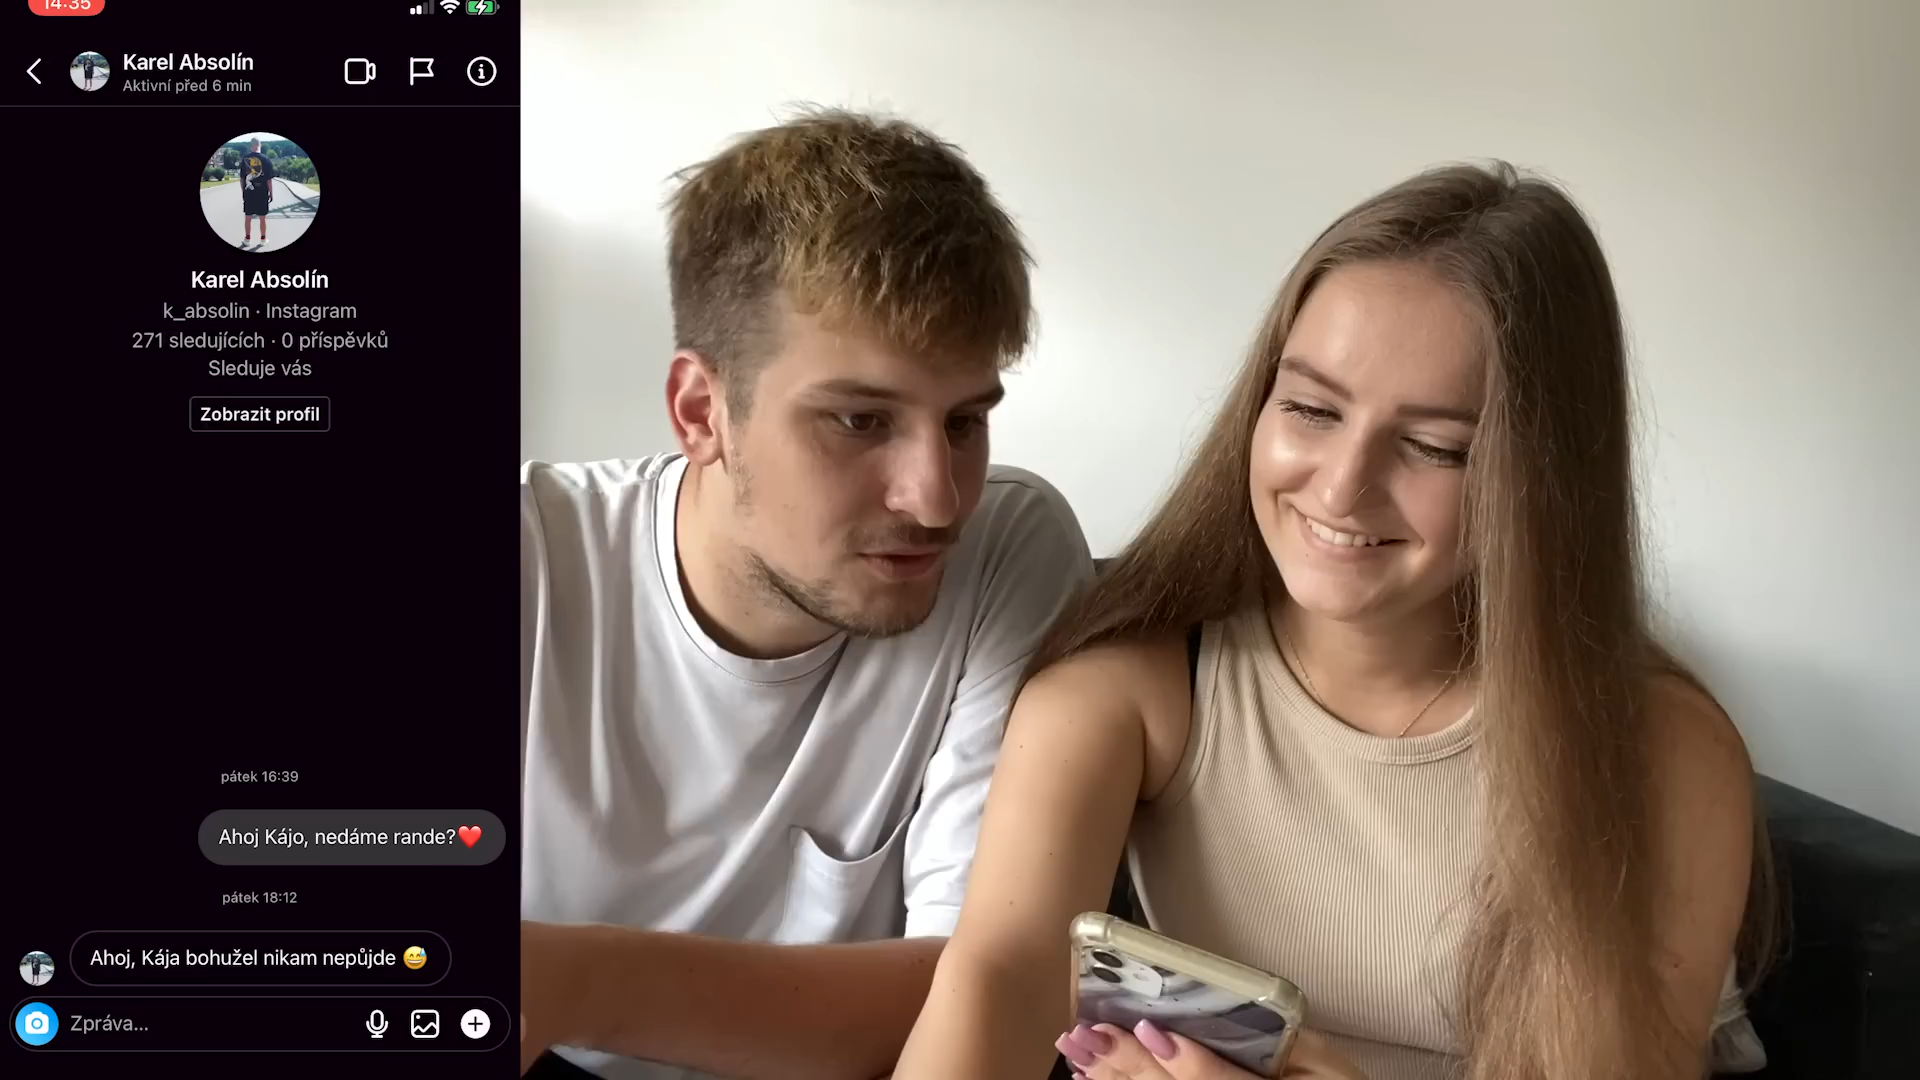 14:35
Karel Absolín
Aktivní před 6 min
Karel Absolín
k_absolin · Instagram
271 sledujících · 0 příspěvků
Sleduje vás
Zobrazit profil
pátek 16:39
Ahoj Kájo, nedáme rande?❤️
pátek 18:12
Ahoj, Kája bohužel nikam nepůjde 😅
Zpráva...